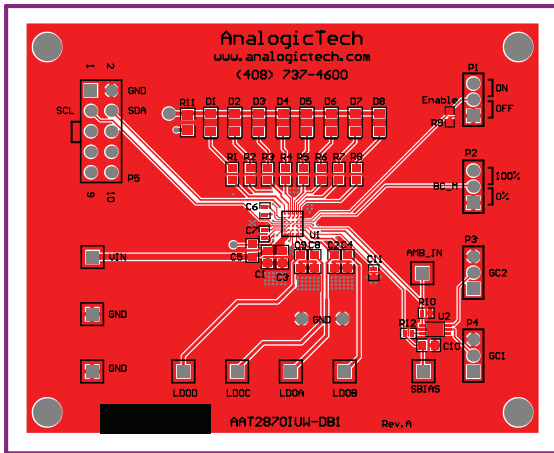 AnalogicTech
www.analogictech.com
(408) 737-4600
1 2
GND
SCL SDA
9 10 P5
R11 D1 D2 D3 D4 D5 D6 D7 D8
R1 R2 R3 R4 R5 R6 R7 R8
Enable
R9
P1
ON
OFF
P2
100%
BC_M
0%
C6
U1
C7
C5
VIN
C1 C3 C9 C8 C2 C4
C11
AMB_IN
P3
GC2
GND
GND
R10
U2
R12
C10
P4
GC1
GND
LDOD LDOC LDOA LDOB
SBIAS
AAT2870IUW-DB1 Rev.A